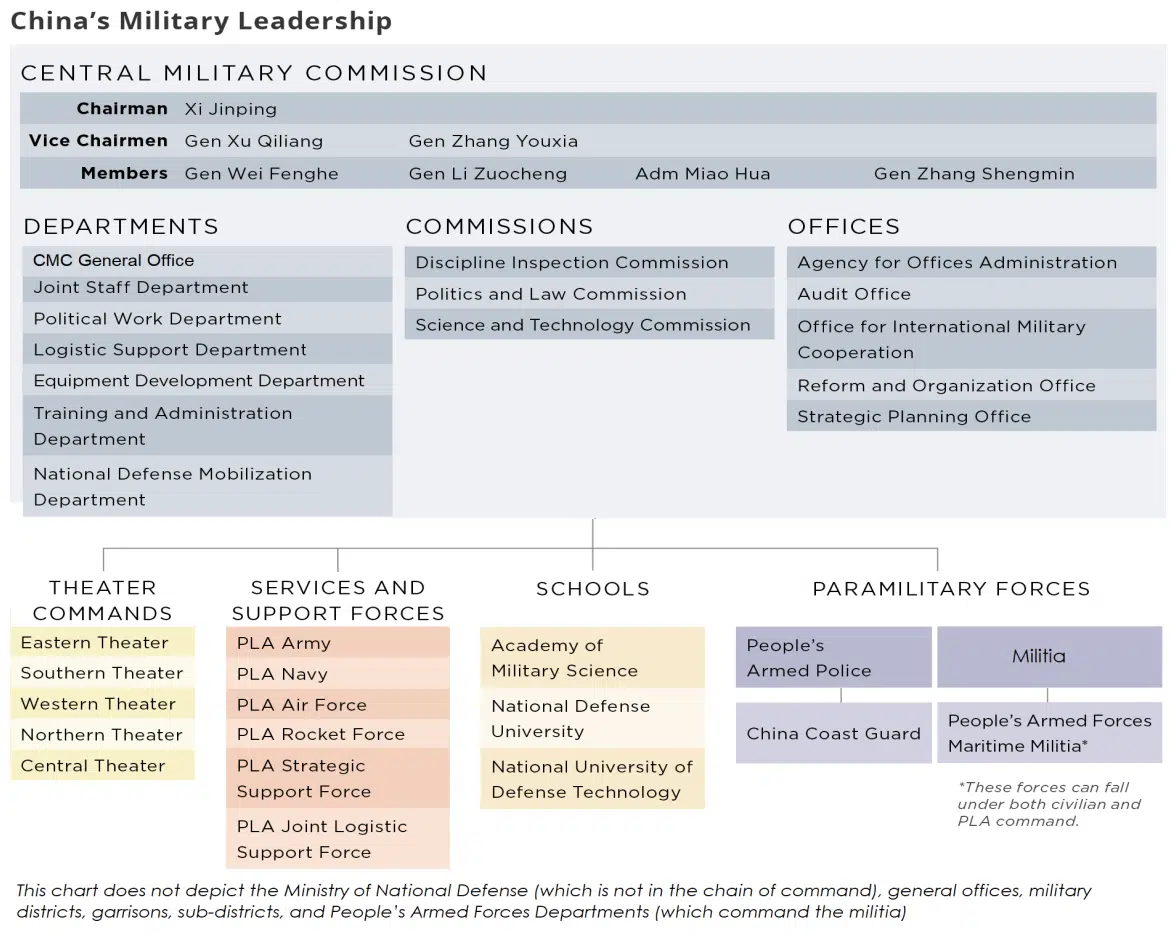 China's Military Leadership
CENTRAL MILITARY COMMISSION
Chairman Xi Jinping
Vice Chairmen Gen Xu Qiliang Gen Zhang Youxia
Members Gen Wei Fenghe Gen Li Zuocheng Adm Miao Hua Gen Zhang Shengmin
DEPARTMENTS
CMC General Office
Joint Staff Department
Political Work Department
Logistic Support Department
Equipment Development Department
Training and Administration
Department
National Defense Mobilization
Department
COMMISSIONS
Discipline Inspection Commission
Politics and Law Commission
Science and Technology Commission
OFFICES
Agency for Offices Administration
Audit Office
Office for International Military
Cooperation
Reform and Organization Office
Strategic Planning Office
THEATER
COMMANDS
Eastern Theater
Southern Theater
Western Theater
Northern Theater
Central Theater
SERVICES AND
SUPPORT FORCES
PLA Army
PLA Navy
PLA Air Force
PLA Rocket Force
PLA Strategic
Support Force
PLA Joint Logistic
Support Force
SCHOOLS
Academy of
Military Science
National Defense
University
National University of
Defense Technology
PARAMILITARY FORCES
People's
Armed Police
China Coast Guard
Militia
People's Armed Forces
Maritime Militia*
*These forces can fall
under both civilian and
PLA command.
This chart does not depict the Ministry of National Defense (which is not in the chain of command), general offices, military
districts, garrisons, sub-districts, and People's Armed Forces Departments (which command the militia)